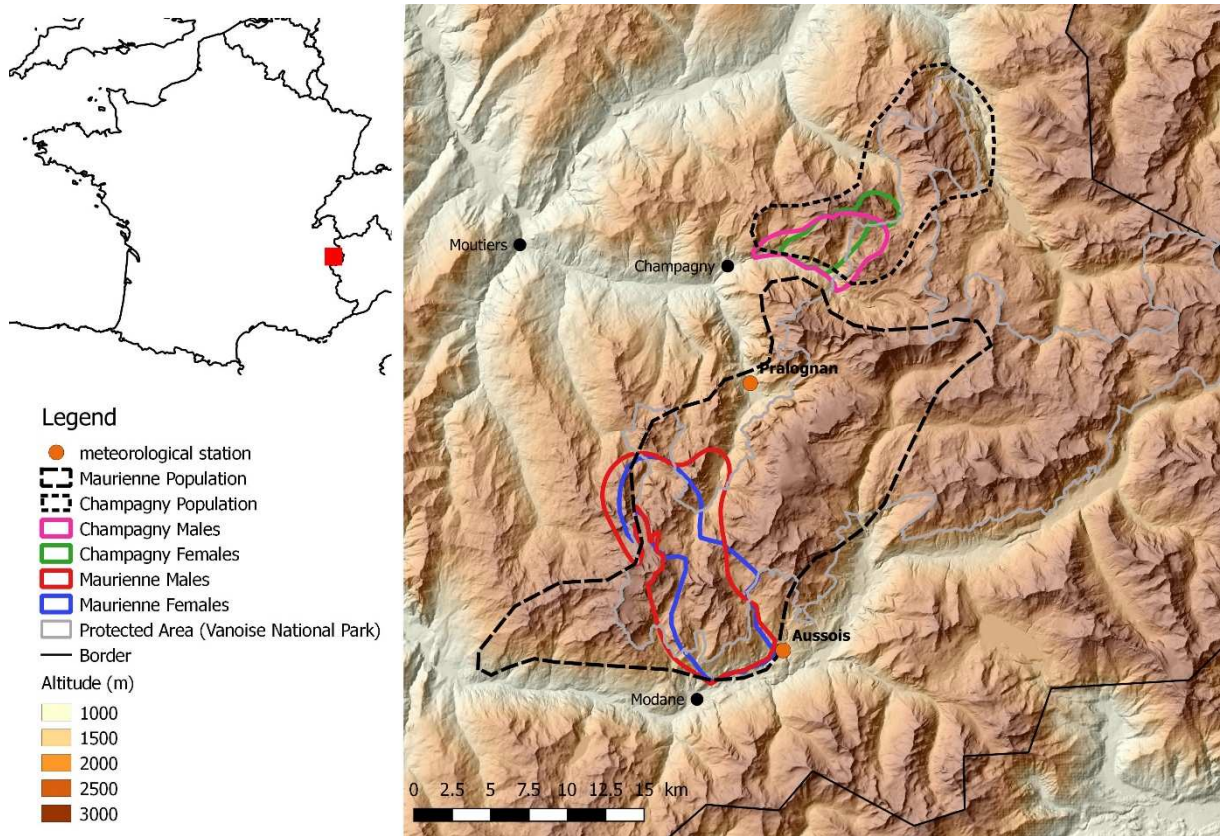 Moutiers
Champagny
Pralognan
Aussois
Modane
0 2.5 5 7.5 10 12.5 15 km
Legend
meteorological station
Maurienne Population
Champagny Population
Champagny Males
Champagny Females
Maurienne Males
Maurienne Females
Protected Area (Vanoise National Park)
Border
Altitude (m)
1000
1500
2000
2500
3000